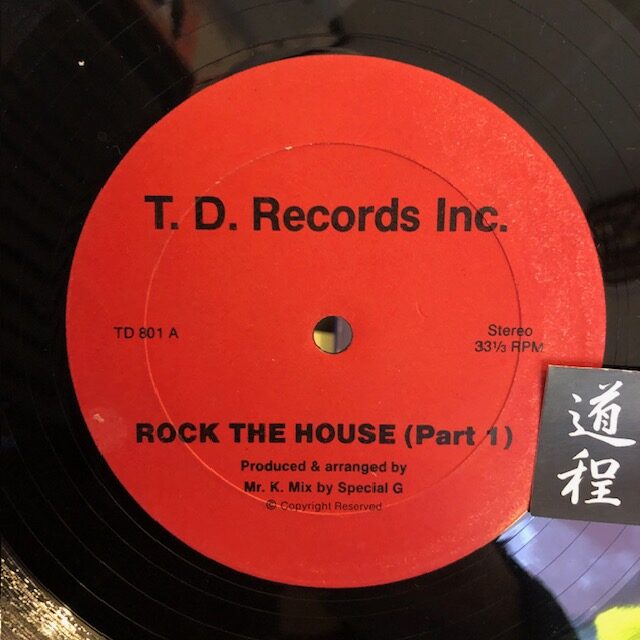 T. D. Records Inc.
TD 801 A
Stereo
33⅓ RPM
ROCK THE HOUSE (Part 1)
Produced & arranged by
Mr. K. Mix by Special G
© Copyright Reserved
道程